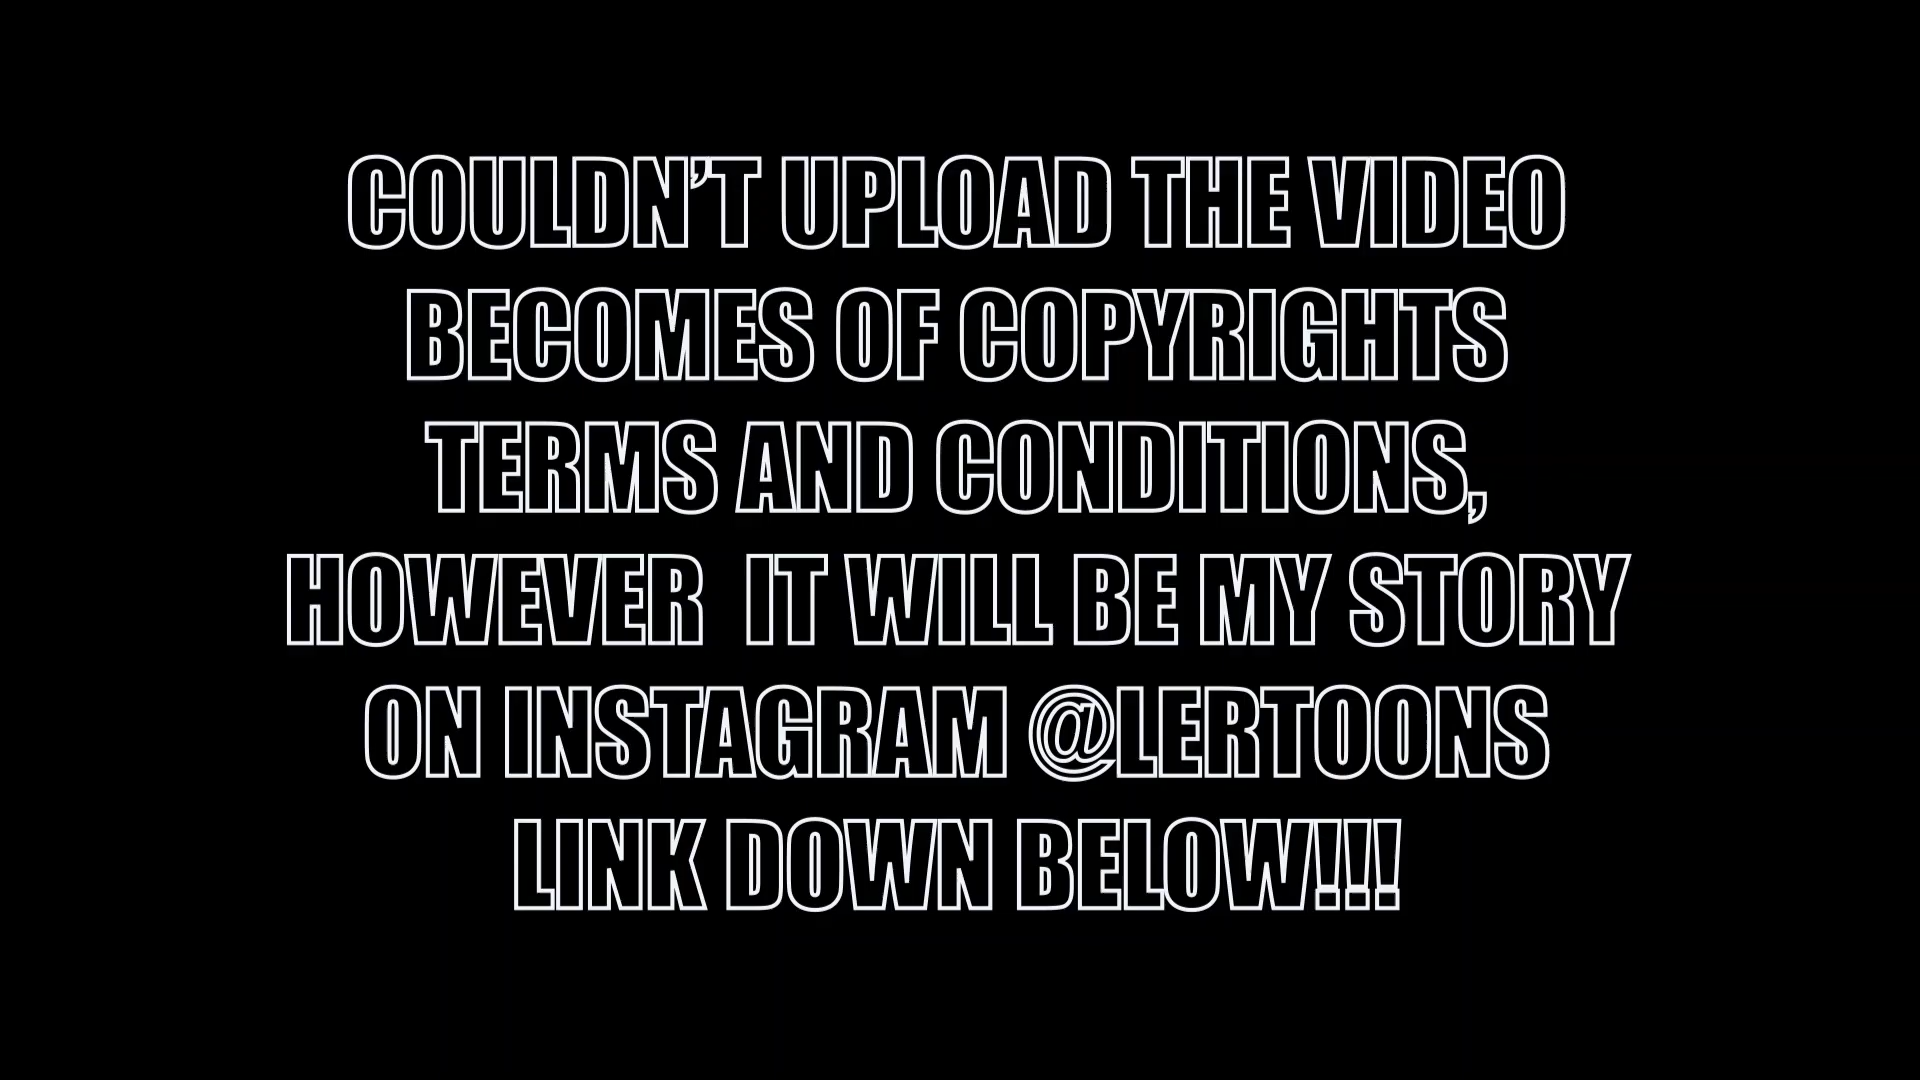 COULDN'T UPLOAD THE VIDEO
BECOMES OF COPYRIGHTS
TERMS AND CONDITIONS,
HOWEVER  IT WILL BE MY STORY
ON INSTAGRAM @LERTOONS
LINK DOWN BELOW!!!